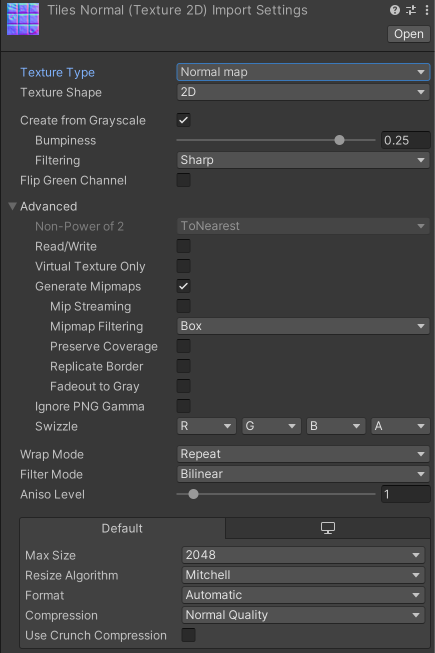 Tiles Normal (Texture 2D) Import Settings
Open
Texture Type Normal map
Texture Shape 2D
Create from Grayscale
Bumpiness 0.25
Filtering Sharp
Flip Green Channel
Advanced
Non-Power of 2 ToNearest
Read/Write
Virtual Texture Only
Generate Mipmaps
Mip Streaming
Mipmap Filtering Box
Preserve Coverage
Replicate Border
Fadeout to Gray
Ignore PNG Gamma
Swizzle R G B A
Wrap Mode Repeat
Filter Mode Bilinear
Aniso Level 1
Default
Max Size 2048
Resize Algorithm Mitchell
Format Automatic
Compression Normal Quality
Use Crunch Compression